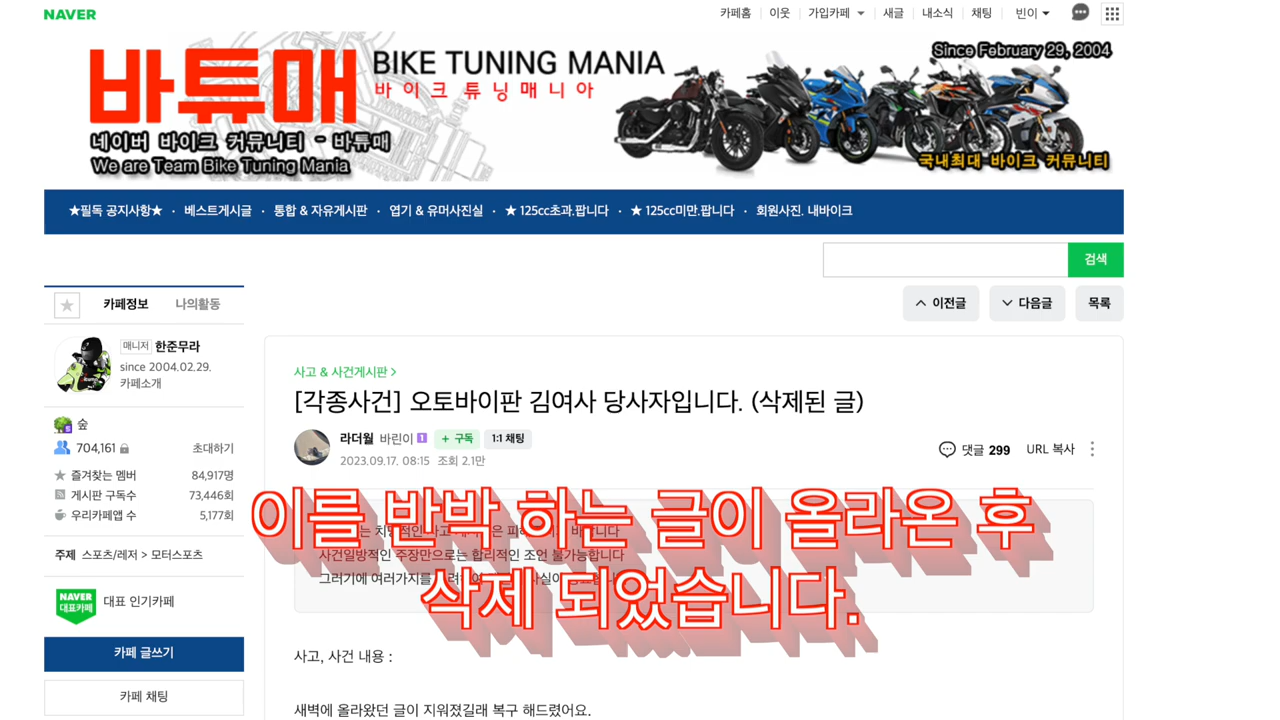 NAVER
카페홈 이웃 가입카페 새글 내소식 채팅 빈이
바튜매
BIKE TUNING MANIA
바이크 튜닝매니아
네이버 바이크 커뮤니티 - 바튜매
We are Team Bike Tuning Mania
Since February 29, 2004
국내최대 바이크 커뮤니티
★필독 공지사항★ · 베스트게시글 · 통합 & 자유게시판 · 엽기 & 유머사진실 · ★ 125cc초과.팝니다 · ★ 125cc미만.팝니다 · 회원사진. 내바이크
검색
카페정보 나의활동
이전글 다음글 목록
매니저 한준무라
since 2004.02.29.
카페소개
숲
704,161 초대하기
즐겨찾는 멤버 84,917명
게시판 구독수 73,446회
우리카페앱 수 5,177회
주제 스포츠/레저 > 모터스포츠
NAVER
대표카페
대표 인기카페
카페 글쓰기
카페 채팅
사고 & 사건게시판 >
[각종사건] 오토바이판 김여사 당사자입니다. (삭제된 글)
라더월 바린이 1 + 구독 1:1 채팅
2023.09.17. 08:15 조회 2.1만
댓글 299 URL 복사
이를 반박 하는 글이 올라온 후
삭제 되었습니다.
사건일방적인 주장만으로는 합리적인 조언 불가능합니다
그러기에 여러가지를
사고, 사건 내용 :
새벽에 올라왔던 글이 지워졌길래 복구 해드렸어요.